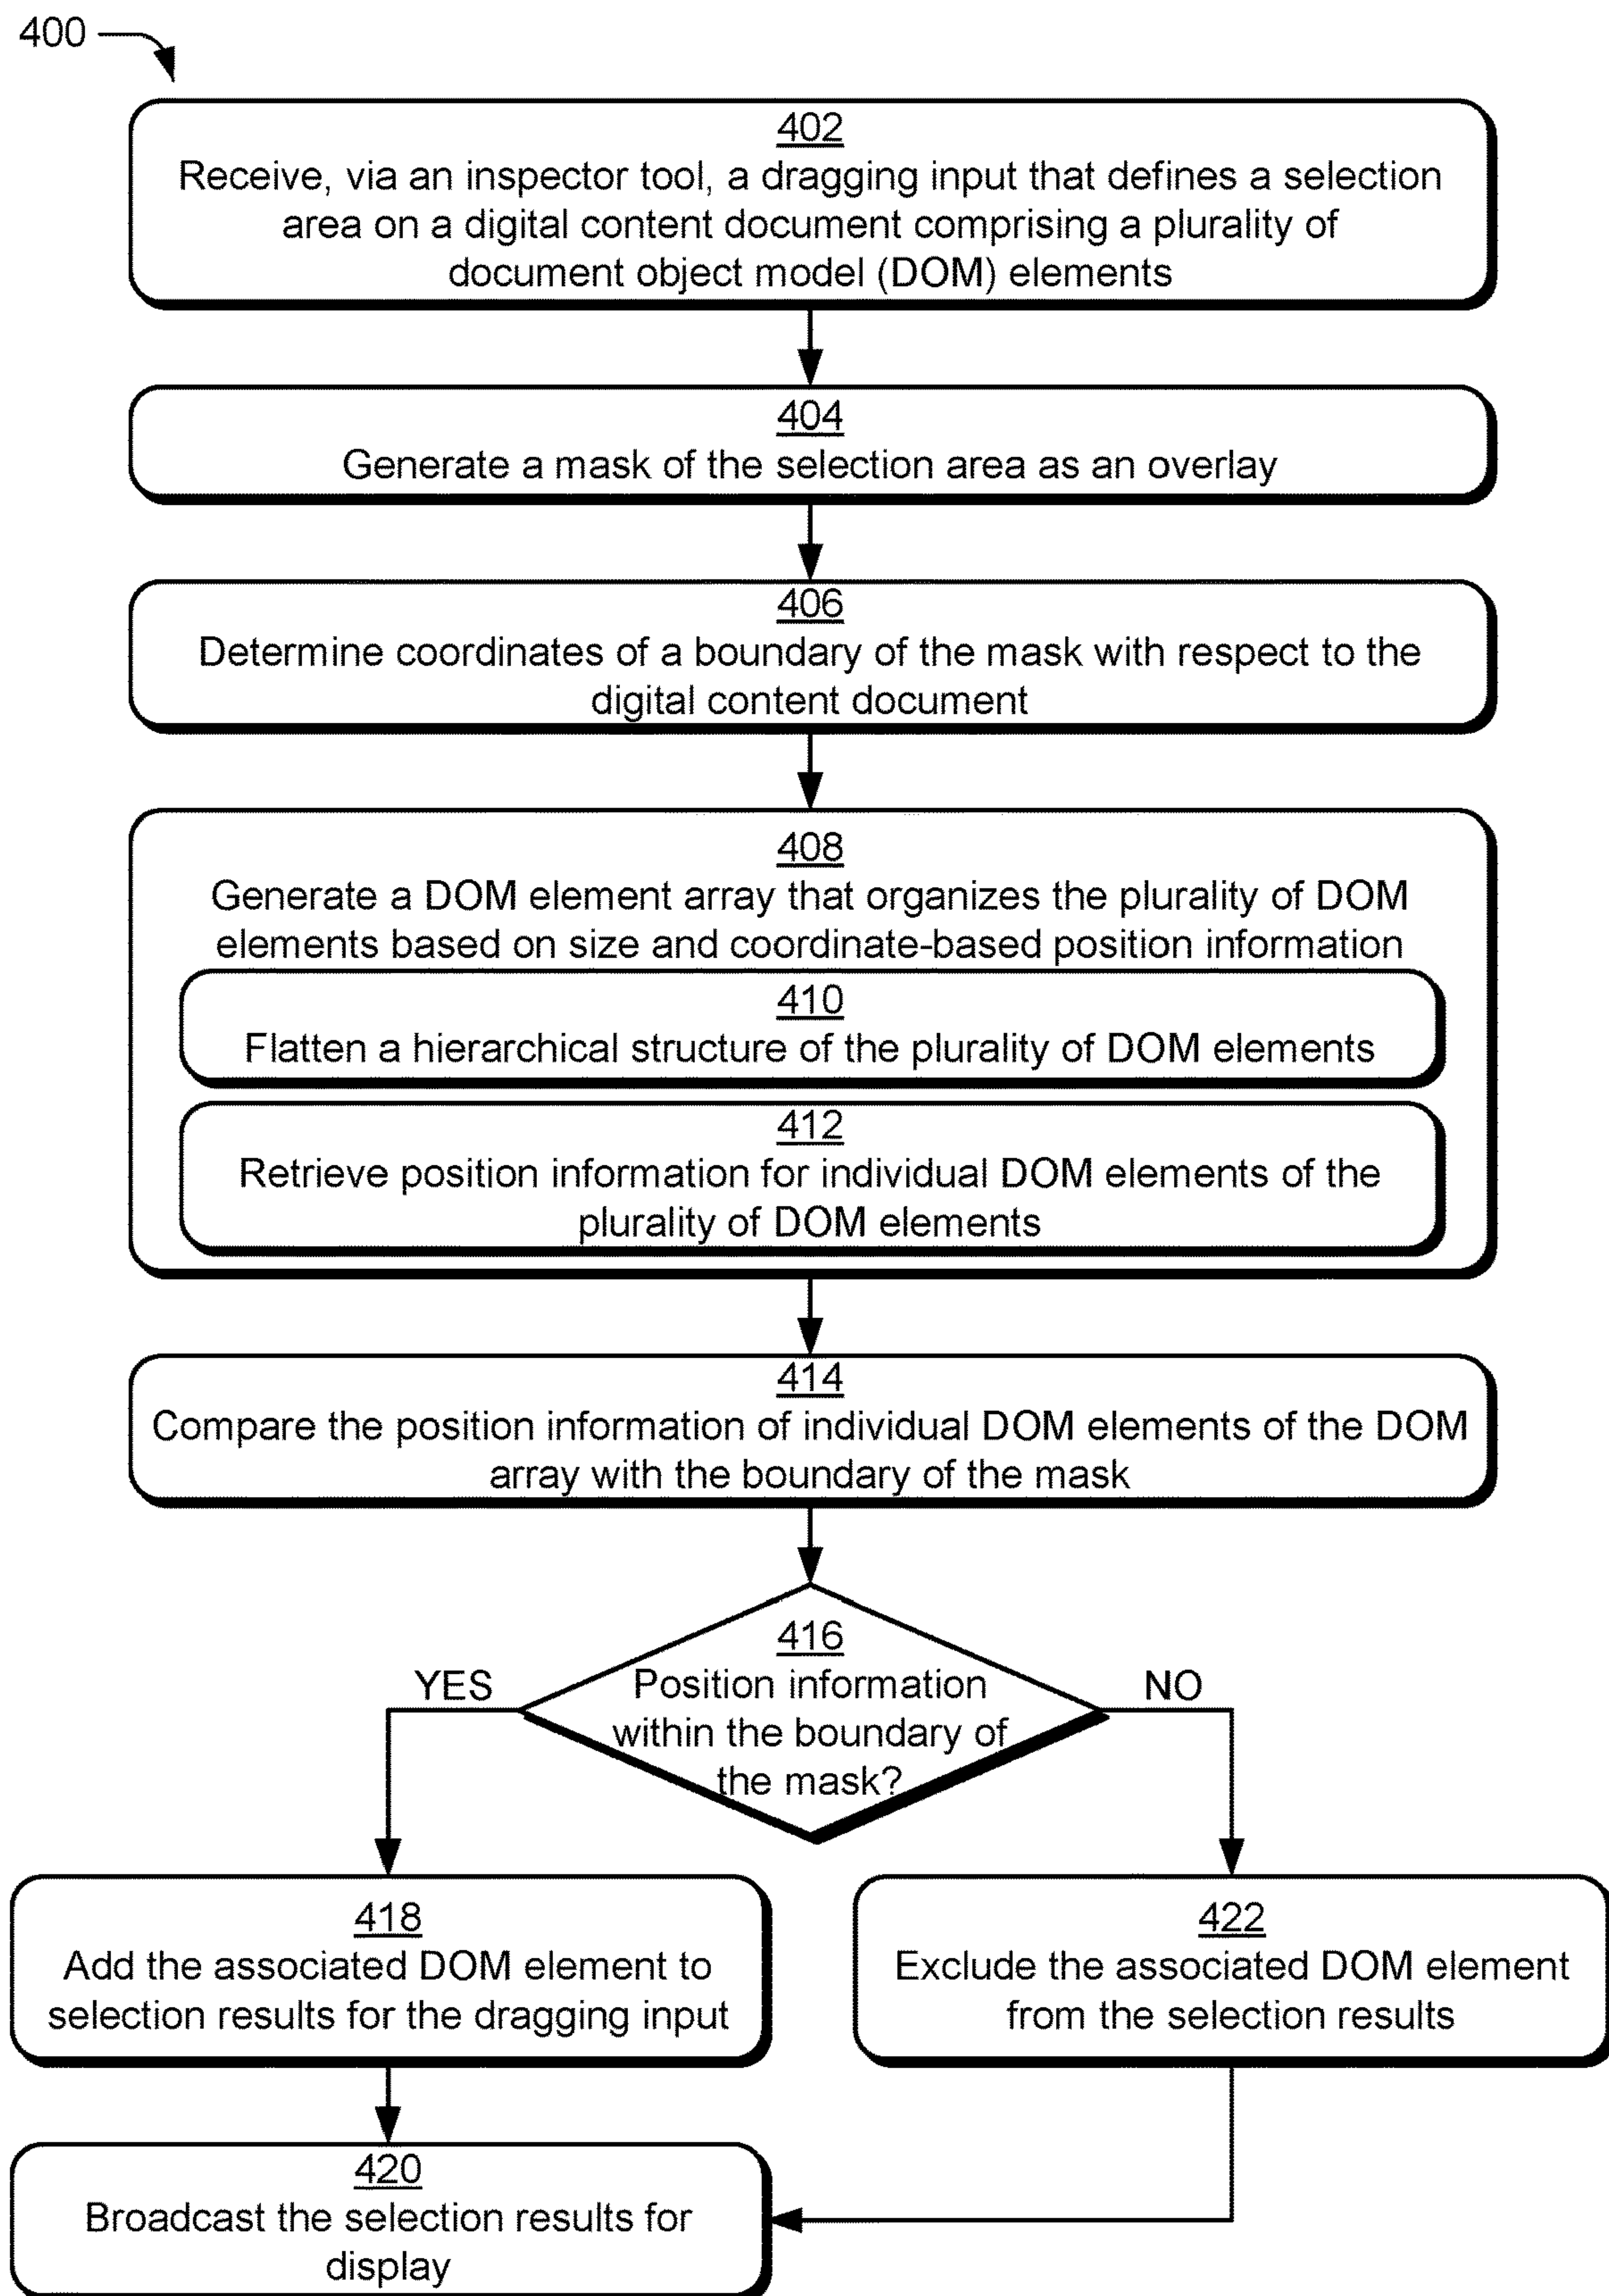 400
402
Receive, via an inspector tool, a dragging input that defines a selection
area on a digital content document comprising a plurality of
document object model (DOM) elements
404
Generate a mask of the selection area as an overlay
406
Determine coordinates of a boundary of the mask with respect to the
digital content document
408
Generate a DOM element array that organizes the plurality of DOM
elements based on size and coordinate-based position information
410
Flatten a hierarchical structure of the plurality of DOM elements
412
Retrieve position information for individual DOM elements of the
plurality of DOM elements
414
Compare the position information of individual DOM elements of the DOM
array with the boundary of the mask
416
Position information
within the boundary of
the mask?
YES
NO
418
Add the associated DOM element to
selection results for the dragging input
422
Exclude the associated DOM element
from the selection results
420
Broadcast the selection results for
display